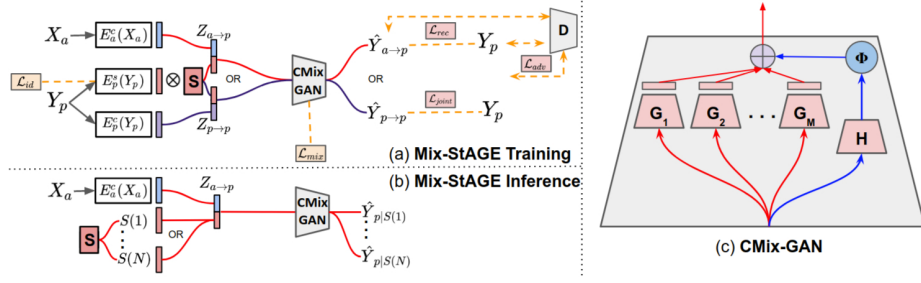 X_a
E_a^c(X_a)
Z_{a→p}
L_id
E_p^s(Y_p)
⊗
S
OR
CMix
GAN
Y_p
E_p^c(Y_p)
Z_{p→p}
L_mix
Ŷ_{a→p}
L_rec
Y_p
D
OR
L_adv
Ŷ_{p→p}
L_joint
Y_p
(a) Mix-StAGE Training
(b) Mix-StAGE Inference
X_a
E_a^c(X_a)
Z_{a→p}
S
S(1)
OR
S(N)
CMix
GAN
Ŷ_{p|S(1)}
Ŷ_{p|S(N)}
Φ
G_1
G_2
. . .
G_M
H
(c) CMix-GAN